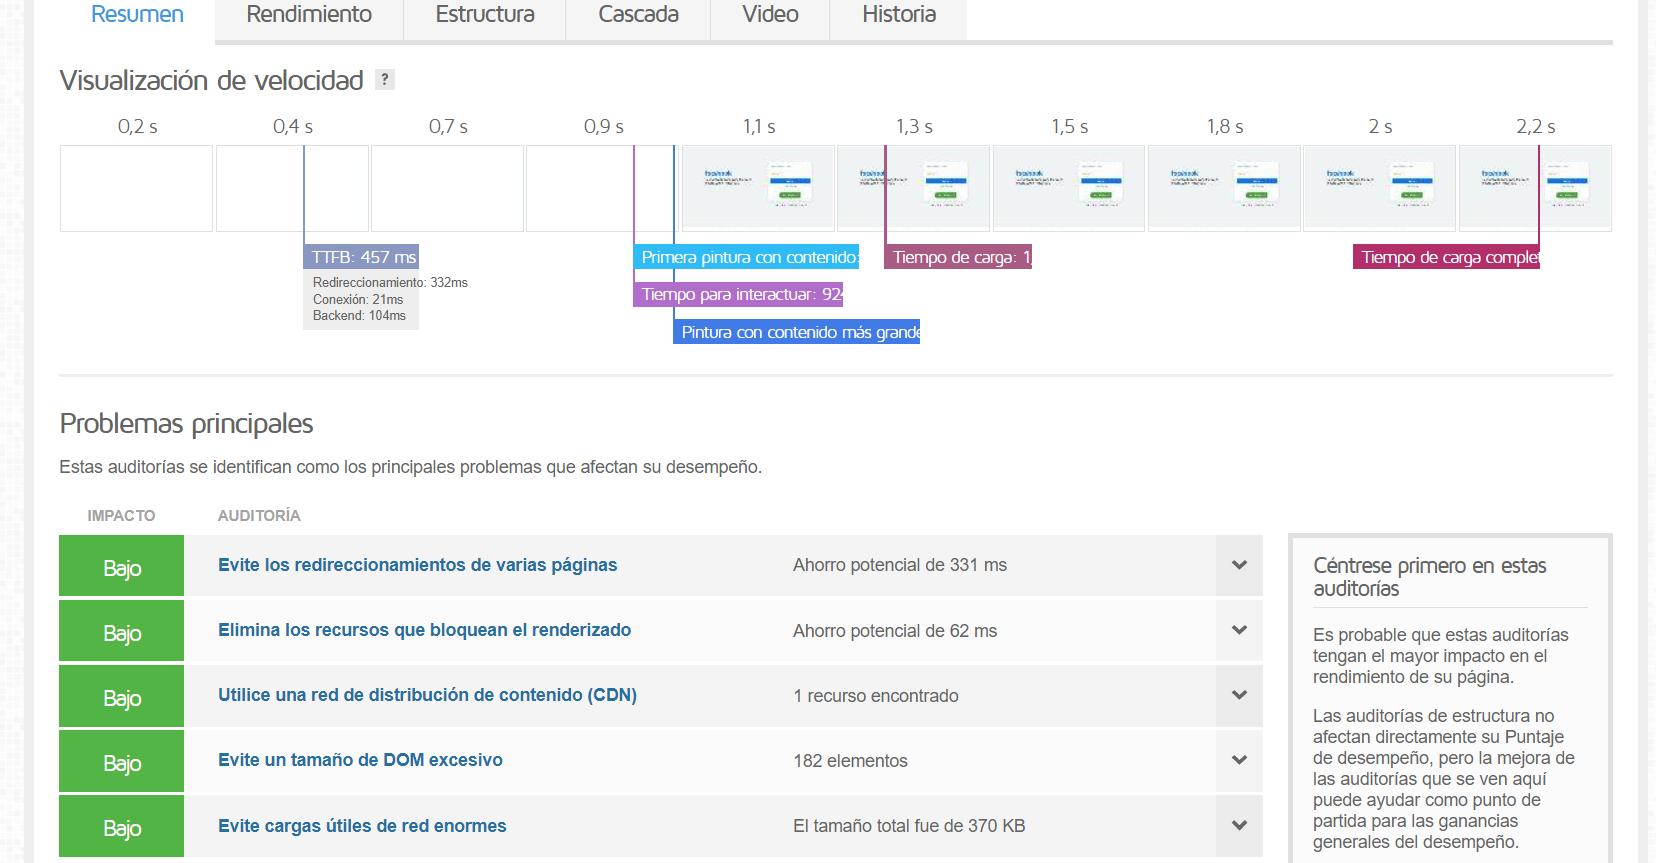 Resumen Rendimiento Estructura Cascada Video Historia
Visualización de velocidad ?
0,2 s 0,4 s 0,7 s 0,9 s 1,1 s 1,3 s 1,5 s 1,8 s 2 s 2,2 s
TTFB: 457 ms
Redireccionamiento: 332ms
Conexión: 21ms
Backend: 104ms
Primera pintura con contenido:
Tiempo para interactuar: 924
Pintura con contenido más grande
Tiempo de carga: 1,
Tiempo de carga complet
Problemas principales
Estas auditorías se identifican como los principales problemas que afectan su desempeño.
IMPACTO AUDITORÍA
Bajo Evite los redireccionamientos de varias páginas Ahorro potencial de 331 ms
Bajo Elimina los recursos que bloquean el renderizado Ahorro potencial de 62 ms
Bajo Utilice una red de distribución de contenido (CDN) 1 recurso encontrado
Bajo Evite un tamaño de DOM excesivo 182 elementos
Bajo Evite cargas útiles de red enormes El tamaño total fue de 370 KB
Céntrese primero en estas
auditorías
Es probable que estas auditorías
tengan el mayor impacto en el
rendimiento de su página.
Las auditorías de estructura no
afectan directamente su Puntaje
de desempeño, pero la mejora de
las auditorías que se ven aquí
puede ayudar como punto de
partida para las ganancias
generales del desempeño.